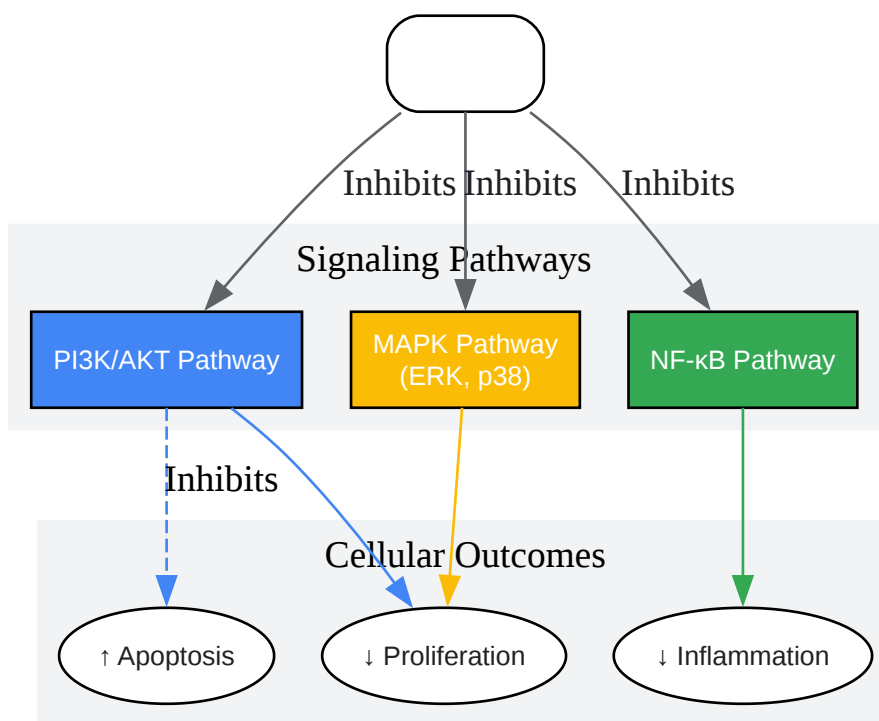 Inhibits
Inhibits
Inhibits
Signaling Pathways
PI3K/AKT Pathway
MAPK Pathway
(ERK, p38)
NF-κB Pathway
Inhibits
Cellular Outcomes
↑ Apoptosis
↓ Proliferation
↓ Inflammation